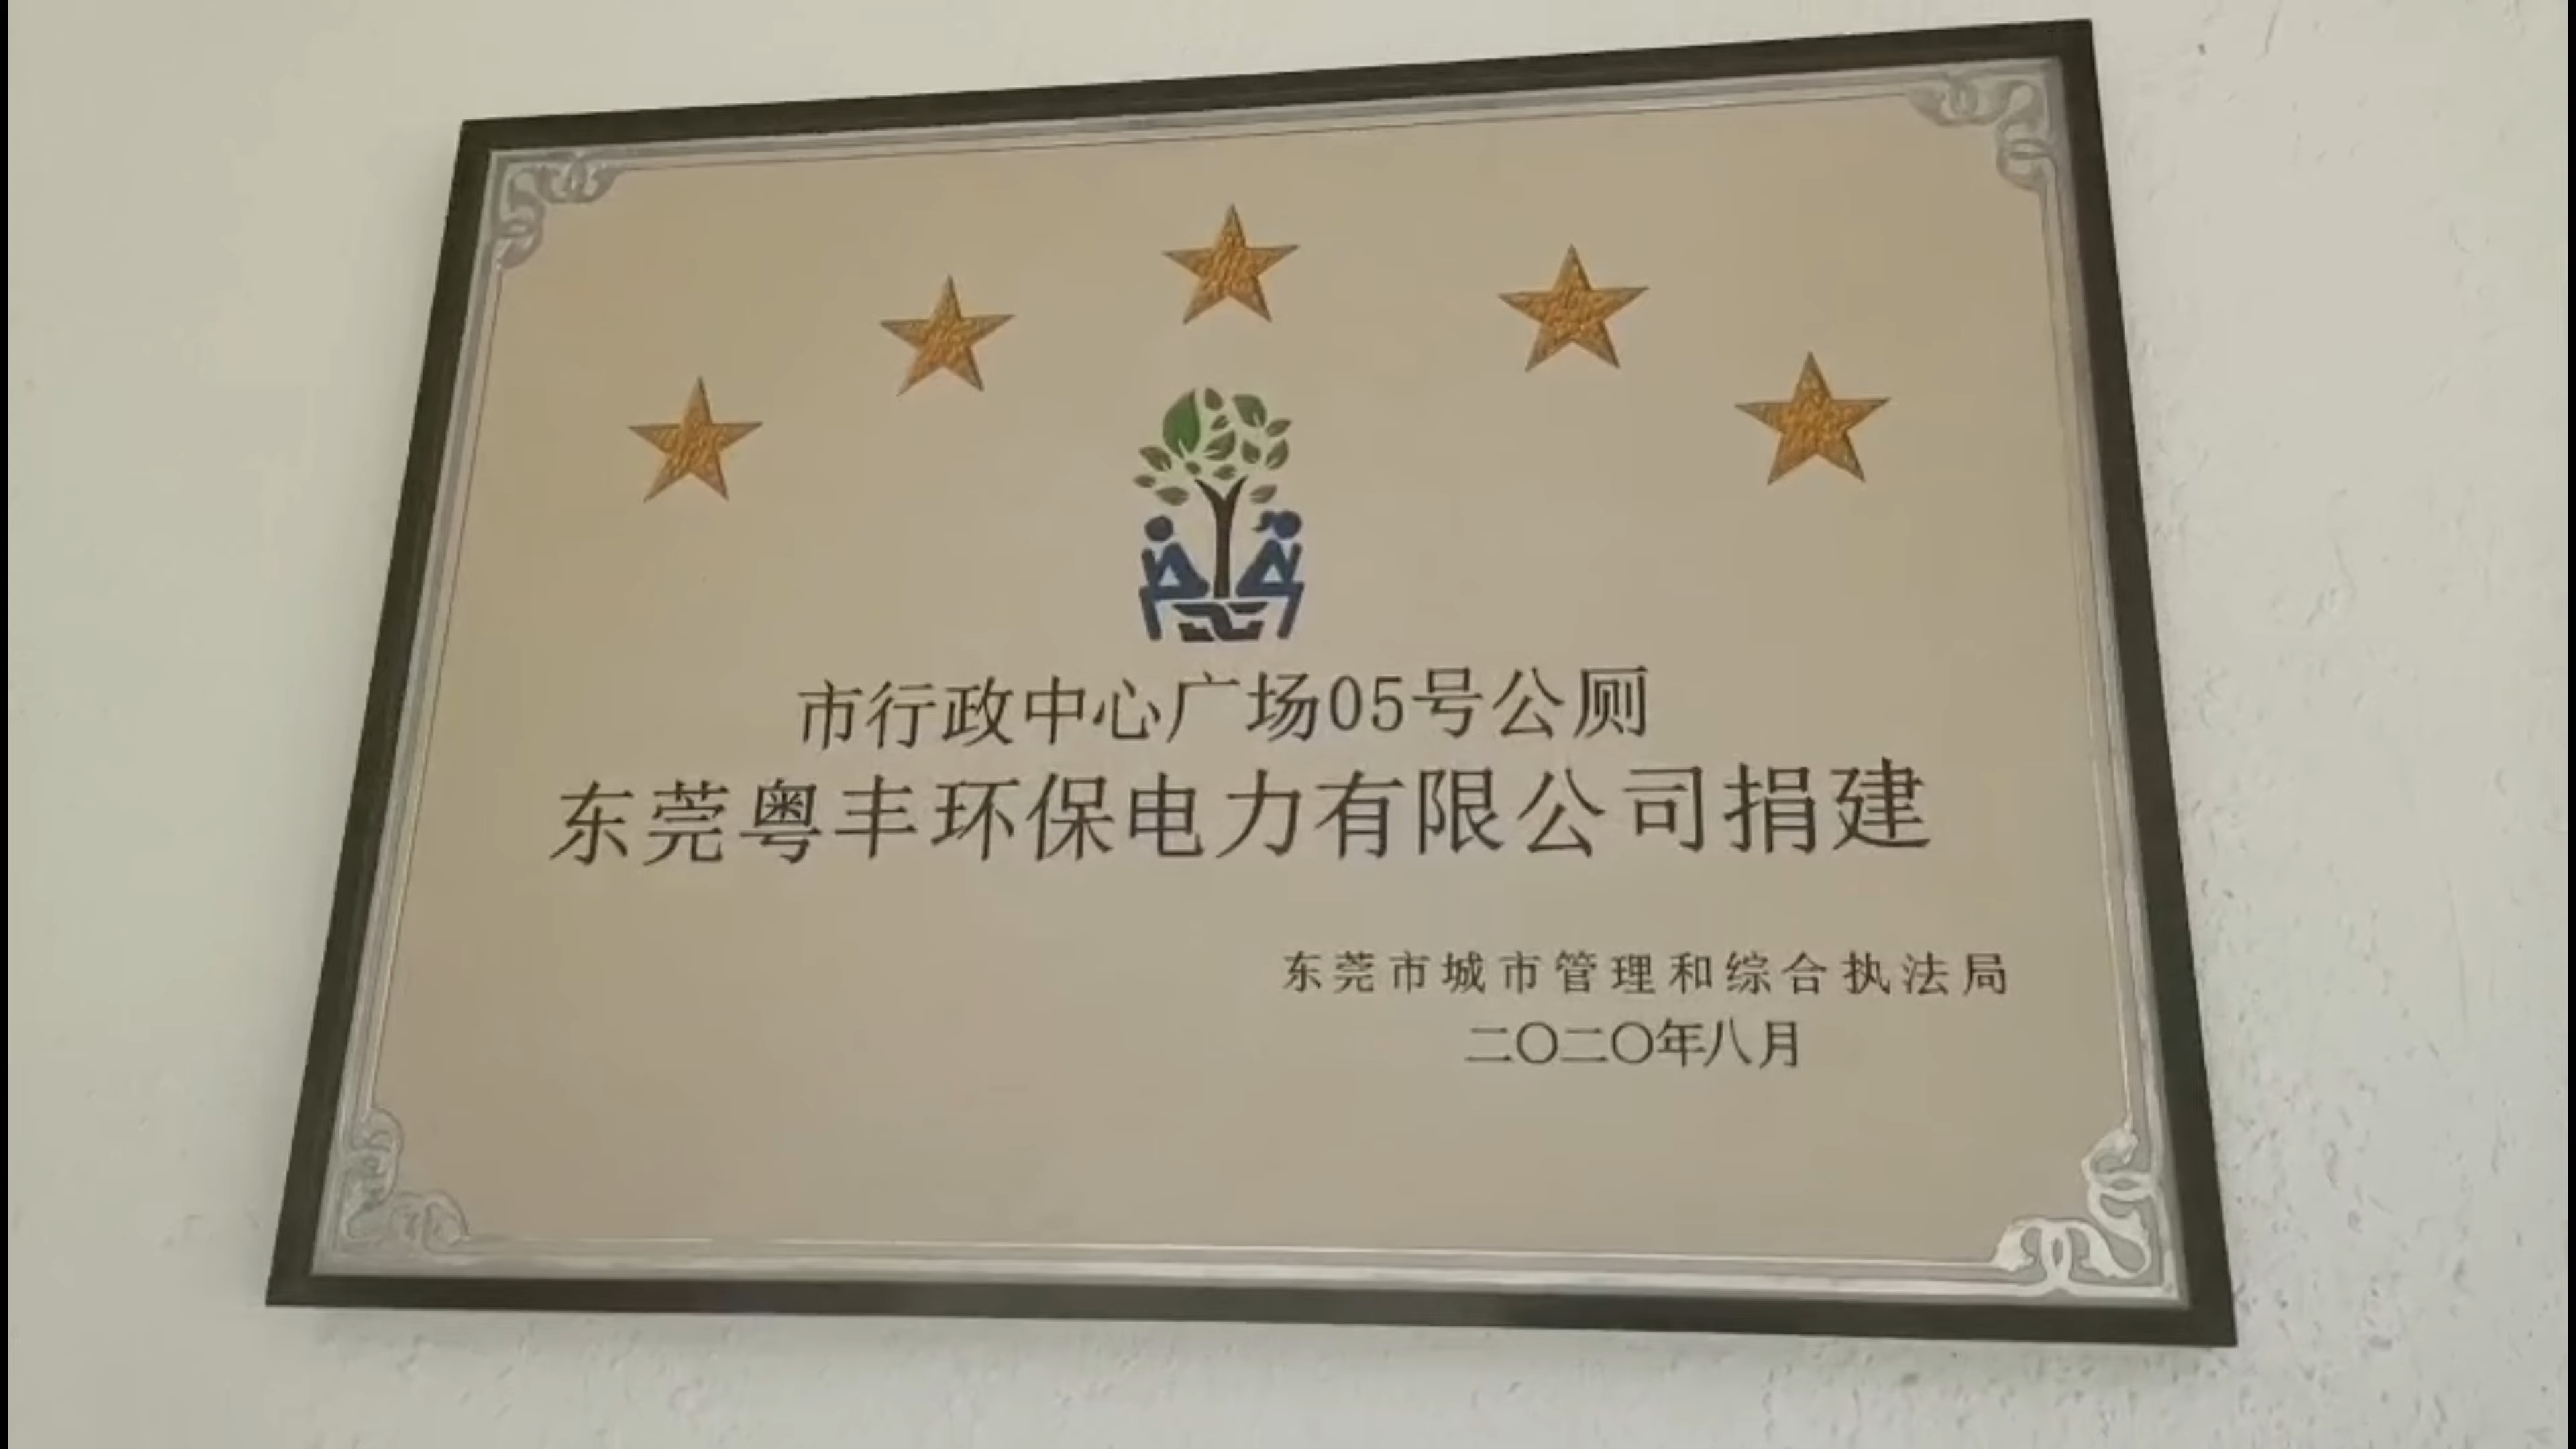 市行政中心广场05号公厕
东莞粤丰环保电力有限公司捐建
东莞市城市管理和综合执法局
二〇二〇年八月